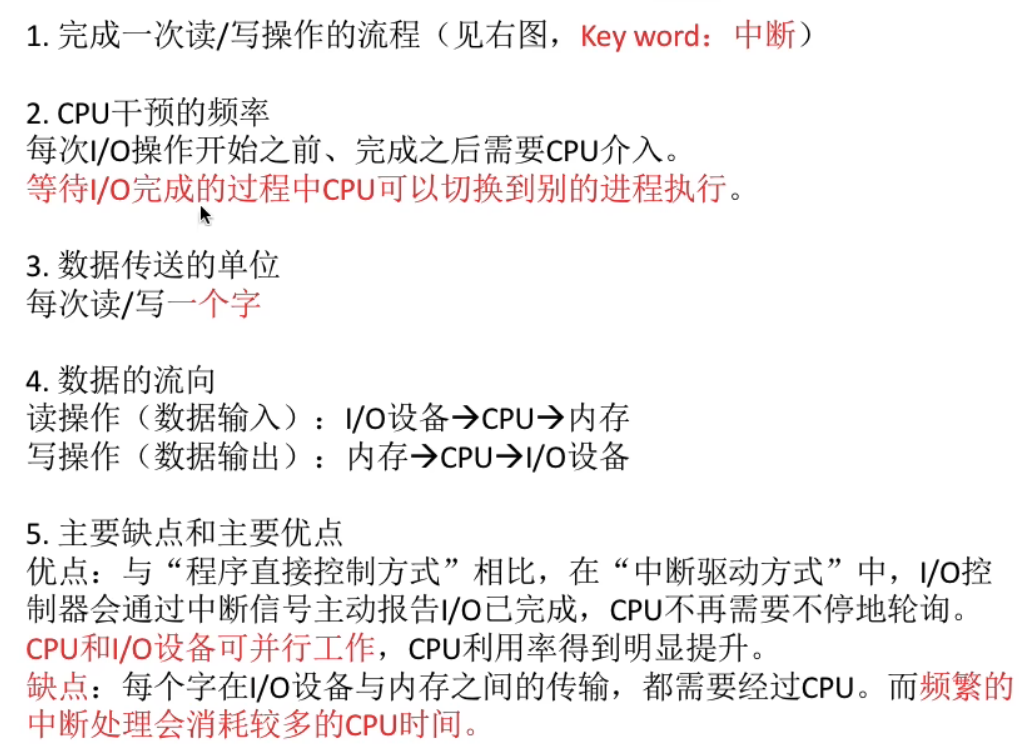 1. 完成一次读/写操作的流程（见右图，Key word：中断）
2. CPU干预的频率
每次I/O操作开始之前、完成之后需要CPU介入。
等待I/O完成的过程中CPU可以切换到别的进程执行。
3. 数据传送的单位
每次读/写一个字
4. 数据的流向
读操作（数据输入）：I/O设备→CPU→内存
写操作（数据输出）：内存→CPU→I/O设备
5. 主要缺点和主要优点
优点：与“程序直接控制方式”相比，在“中断驱动方式”中，I/O控
制器会通过中断信号主动报告I/O已完成，CPU不再需要不停地轮询。
CPU和I/O设备可并行工作，CPU利用率得到明显提升。
缺点：每个字在I/O设备与内存之间的传输，都需要经过CPU。而频繁的
中断处理会消耗较多的CPU时间。